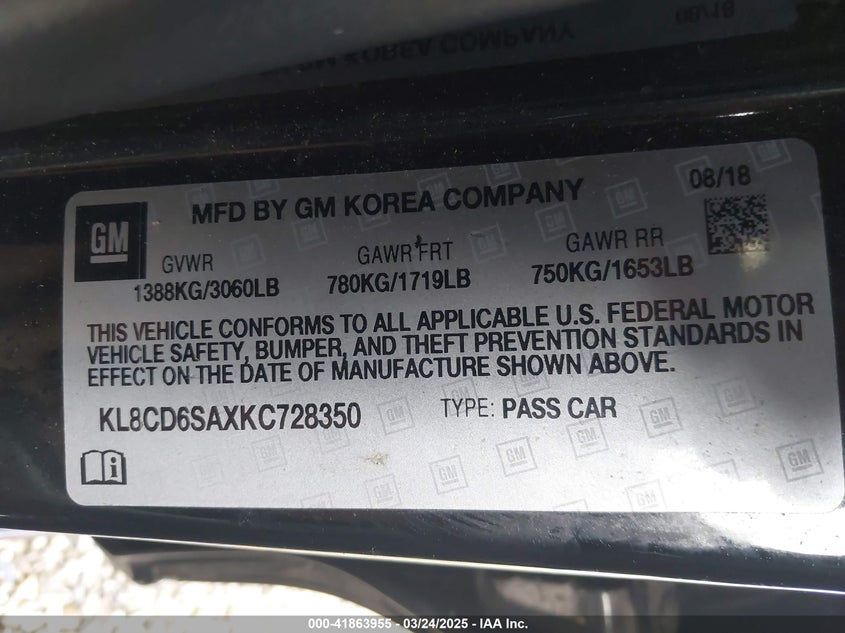 MFD BY GM KOREA COMPANY
08/18
GM
GVWR
GAWR FRT
GAWR RR
1388KG/3060LB
780KG/1719LB
750KG/1653LB
THIS VEHICLE CONFORMS TO ALL APPLICABLE U.S. FEDERAL MOTOR
VEHICLE SAFETY, BUMPER, AND THEFT PREVENTION STANDARDS IN
EFFECT ON THE DATE OF MANUFACTURE SHOWN ABOVE.
KL8CD6SAXKC728350
TYPE: PASS CAR
000-41863955 - 03/24/2025 - IAA Inc.